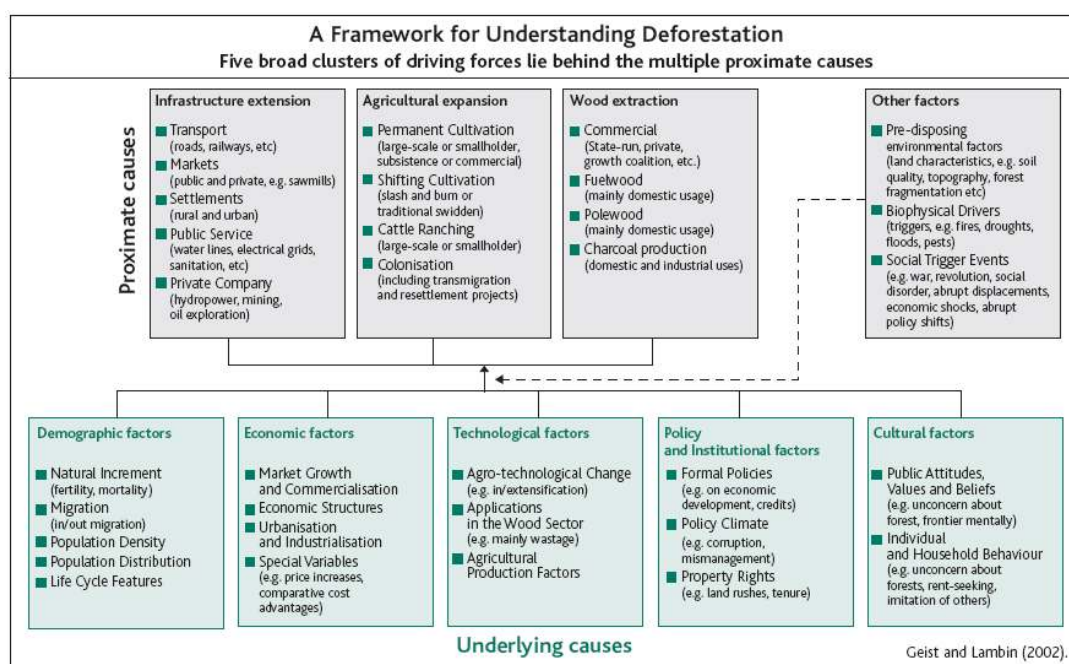 A Framework for Understanding Deforestation
Five broad clusters of driving forces lie behind the multiple proximate causes
Proximate causes
Infrastructure extension
Transport
(roads, railways, etc)
Markets
(public and private, e.g. sawmills)
Settlements
(rural and urban)
Public Service
(water lines, electrical grids,
sanitation, etc)
Private Company
(hydropower, mining,
oil exploration)
Agricultural expansion
Permanent Cultivation
(large-scale or smallholder,
subsistence or commercial)
Shifting Cultivation
(slash and burn or
traditional swidden)
Cattle Ranching
(large-scale or smallholder)
Colonisation
(including transmigration
and resettlement projects)
Wood extraction
Commercial
(State-run, private,
growth coalition, etc.)
Fuelwood
(mainly domestic usage)
Polewood
(mainly domestic usage)
Charcoal production
(domestic and industrial uses)
Other factors
Pre-disposing
environmental factors
(land characteristics, e.g. soil
quality, topography, forest
fragmentation etc)
Biophysical Drivers
(triggers, e.g. fires, droughts,
floods, pests)
Social Trigger Events
(e.g. war, revolution, social
disorder, abrupt displacements,
economic shocks, abrupt
policy shifts)
Demographic factors
Natural Increment
(fertility, mortality)
Migration
(in/out migration)
Population Density
Population Distribution
Life Cycle Features
Economic factors
Market Growth
and Commercialisation
Economic Structures
Urbanisation
and Industrialisation
Special Variables
(e.g. price increases,
comparative cost
advantages)
Technological factors
Agro-technological Change
(e.g. in/extensification)
Applications
in the Wood Sector
(e.g. mainly wastage)
Agricultural
Production Factors
Policy
and Institutional factors
Formal Policies
(e.g. on economic
development, credits)
Policy Climate
(e.g. corruption,
mismanagement)
Property Rights
(e.g. land rushes, tenure)
Cultural factors
Public Attitudes,
Values and Beliefs
(e.g. unconcern about
forest, frontier mentally)
Individual
and Household Behaviour
(e.g. unconcern about
forests, rent-seeking,
imitation of others)
Underlying causes
Geist and Lambin (2002).